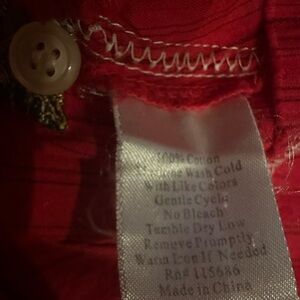 100% Cotton
Machine Wash Cold
With Like Colors
Gentle Cycle
No Bleach
Tumble Dry Low
Remove Promptly
Warm Iron If Needed
Rn# 115686
Made in China